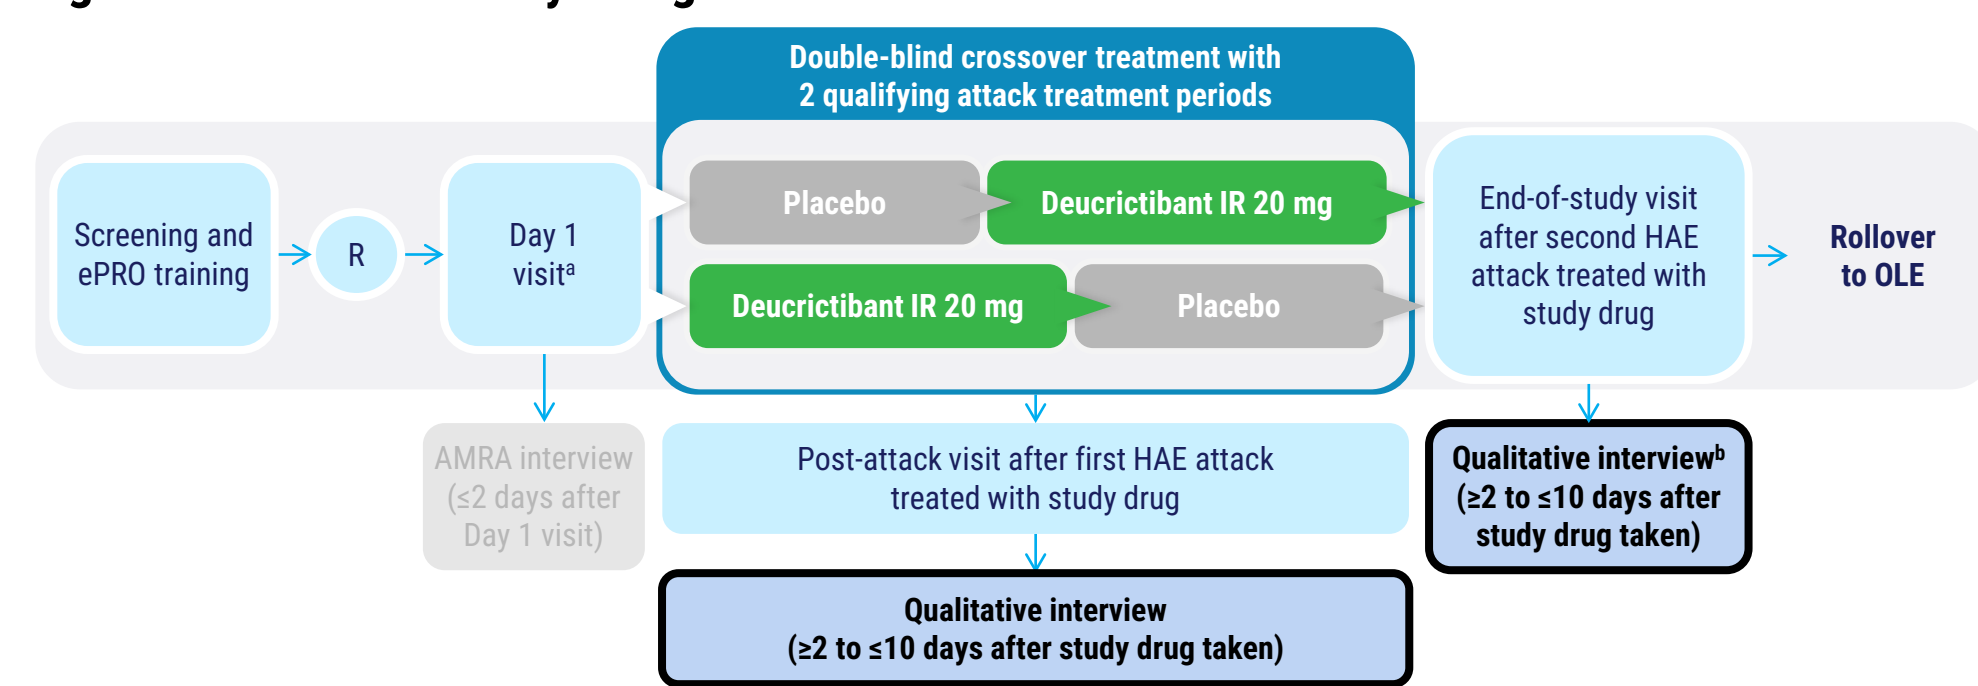 Double-blind crossover treatment with
2 qualifying attack treatment periods
Screening and
ePRO training
R
Day 1
visitᵃ
Placebo
Deucrictibant IR 20 mg
Deucrictibant IR 20 mg
Placebo
End-of-study visit
after second HAE
attack treated with
study drug
Rollover
to OLE
AMRA interview
(≤2 days after
Day 1 visit)
Post-attack visit after first HAE attack
treated with study drug
Qualitative interviewᵇ
(≥2 to ≤10 days after
study drug taken)
Qualitative interview
(≥2 to ≤10 days after study drug taken)